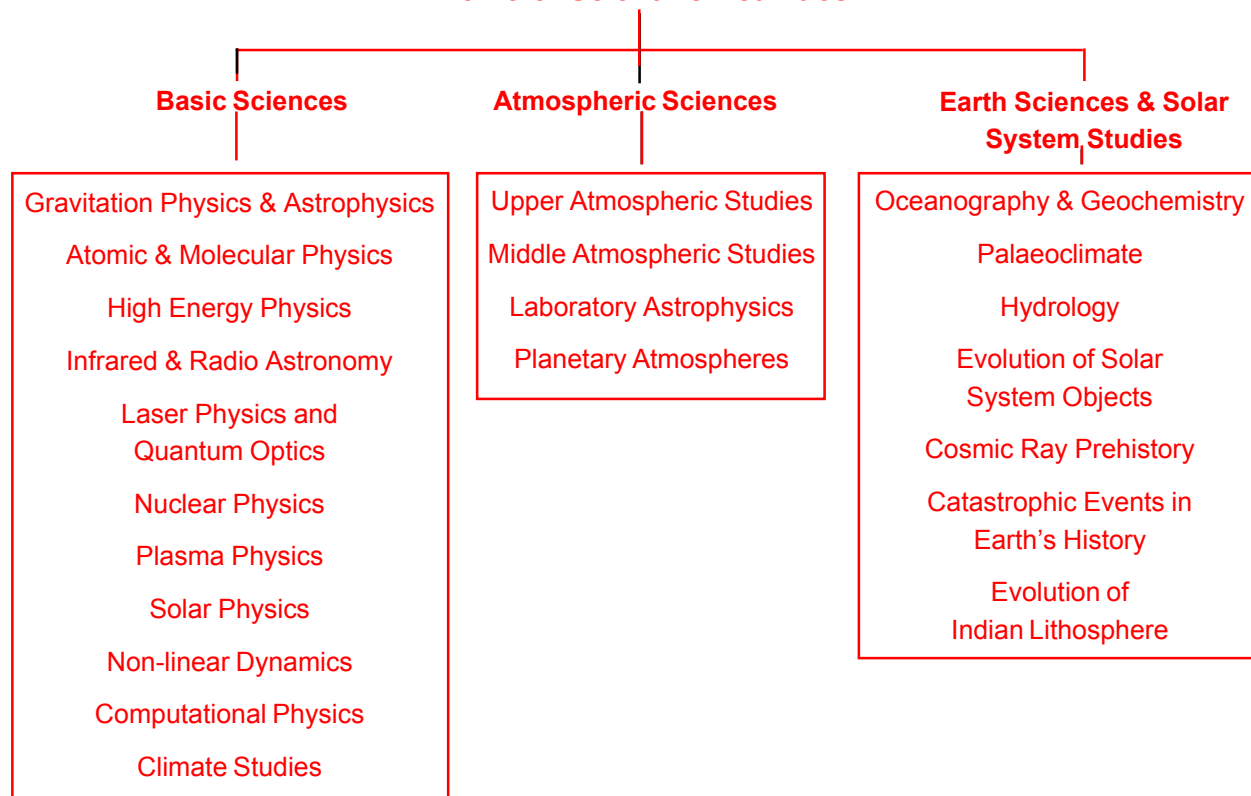 Basic Sciences
Gravitation Physics & Astrophysics
Atomic & Molecular Physics
High Energy Physics
Infrared & Radio Astronomy
Laser Physics and
Quantum Optics
Nuclear Physics
Plasma Physics
Solar Physics
Non-linear Dynamics
Computational Physics
Climate Studies
Atmospheric Sciences
Upper Atmospheric Studies
Middle Atmospheric Studies
Laboratory Astrophysics
Planetary Atmospheres
Earth Sciences & Solar
System Studies
Oceanography & Geochemistry
Palaeoclimate
Hydrology
Evolution of Solar
System Objects
Cosmic Ray Prehistory
Catastrophic Events in
Earth's History
Evolution of
Indian Lithosphere